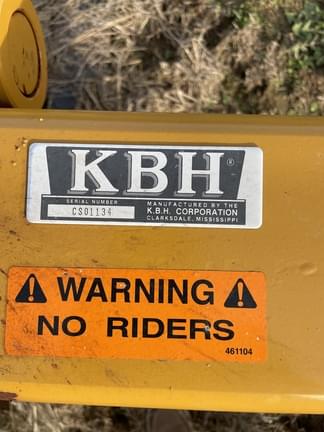 KBH®
SERIAL NUMBER
CS01134
MANUFACTURED BY THE
K.B.H. CORPORATION
CLARKSDALE, MISSISSIPPI
WARNING
NO RIDERS
461104